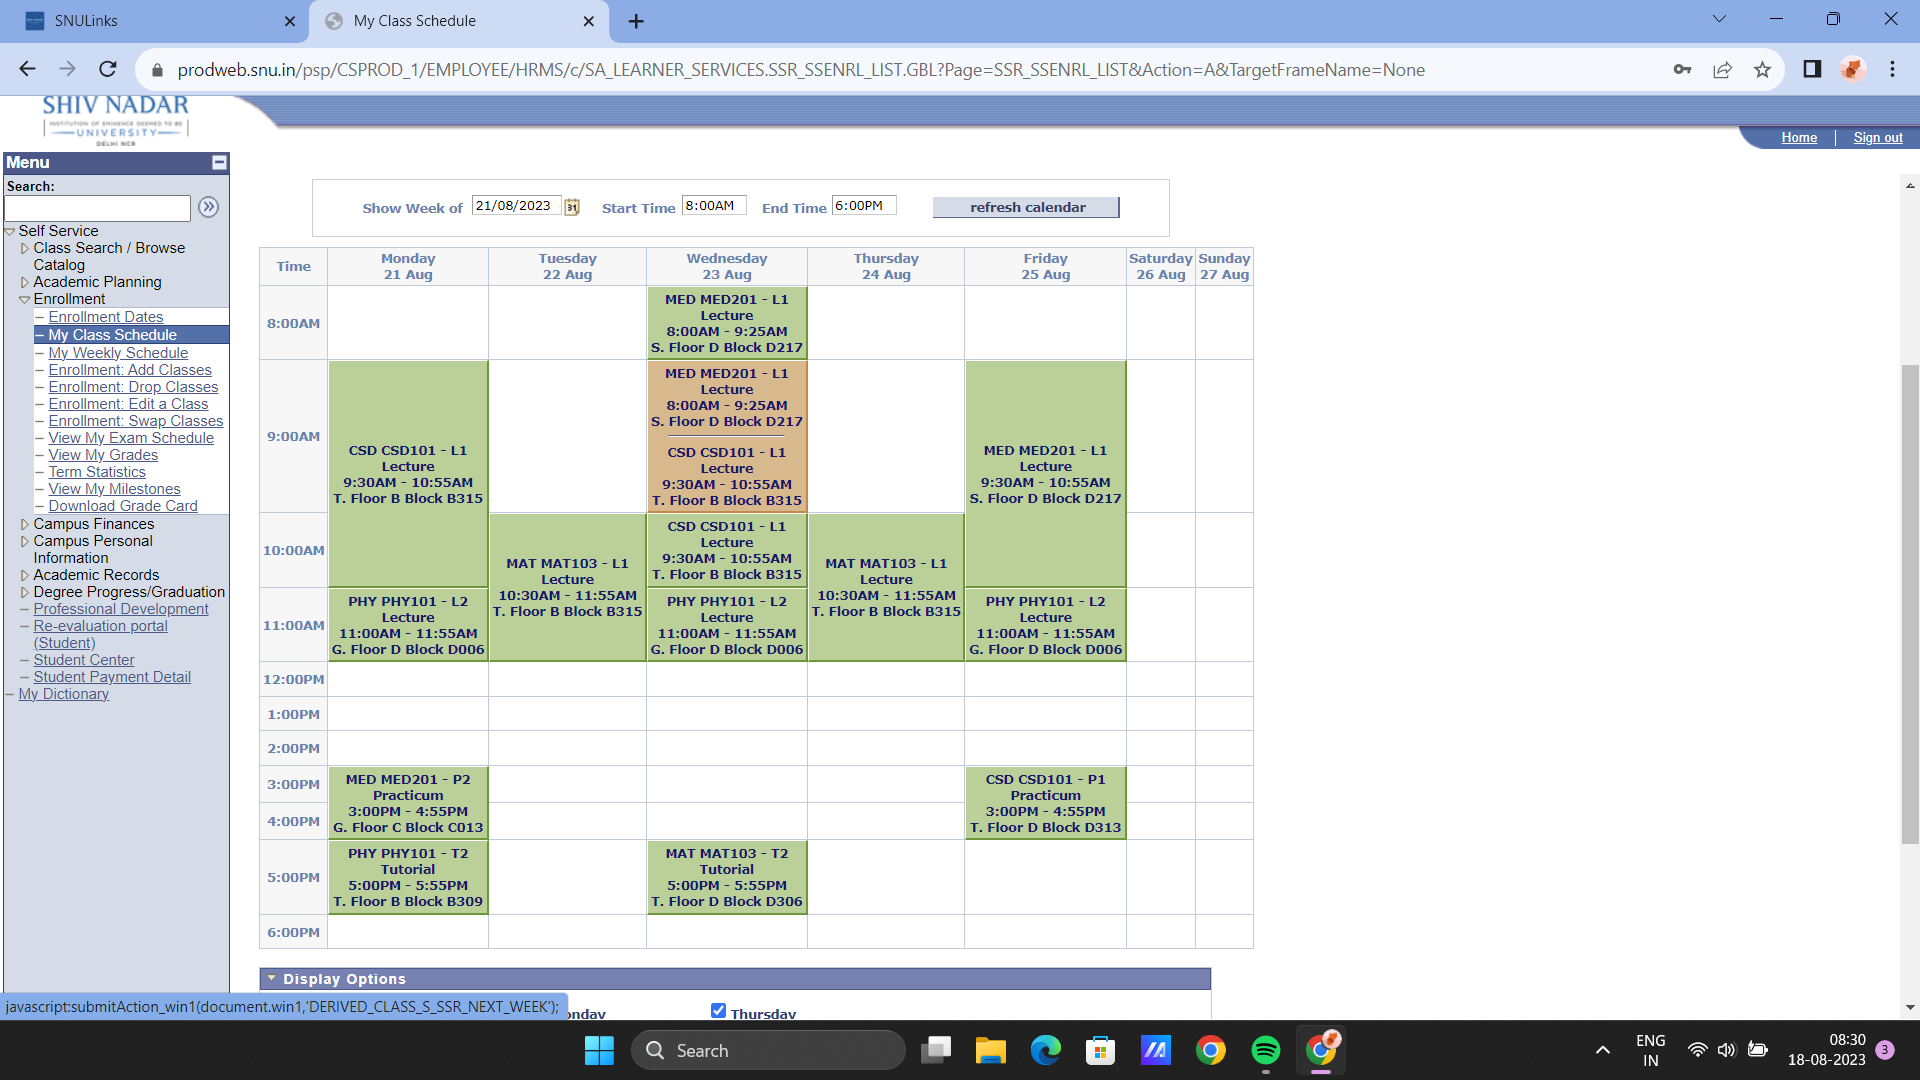 SNULinks
My Class Schedule
prodweb.snu.in/psp/CSPROD_1/EMPLOYEE/HRMS/c/SA_LEARNER_SERVICES.SSR_SSENRL_LIST.GBL?Page=SSR_SSENRL_LIST&Action=A&TargetFrameName=None
SHIV NADAR
INSTITUTION OF EMINENCE DEEMED TO BE
UNIVERSITY
DELHI NCR
Home
Sign out
Menu
Search:
Self Service
Class Search / Browse
Catalog
Academic Planning
Enrollment
Enrollment Dates
My Class Schedule
My Weekly Schedule
Enrollment: Add Classes
Enrollment: Drop Classes
Enrollment: Edit a Class
Enrollment: Swap Classes
View My Exam Schedule
View My Grades
Term Statistics
View My Milestones
Download Grade Card
Campus Finances
Campus Personal
Information
Academic Records
Degree Progress/Graduation
Professional Development
Re-evaluation portal
(Student)
Student Center
Student Payment Detail
My Dictionary
Show Week of 21/08/2023 31 Start Time 8:00AM End Time 6:00PM refresh calendar
Time
Monday
21 Aug
Tuesday
22 Aug
Wednesday
23 Aug
Thursday
24 Aug
Friday
25 Aug
Saturday
26 Aug
Sunday
27 Aug
8:00AM
MED MED201 - L1
Lecture
8:00AM - 9:25AM
S. Floor D Block D217
9:00AM
CSD CSD101 - L1
Lecture
9:30AM - 10:55AM
T. Floor B Block B315
MED MED201 - L1
Lecture
8:00AM - 9:25AM
S. Floor D Block D217
CSD CSD101 - L1
Lecture
9:30AM - 10:55AM
T. Floor B Block B315
MED MED201 - L1
Lecture
9:30AM - 10:55AM
S. Floor D Block D217
10:00AM
MAT MAT103 - L1
Lecture
10:30AM - 11:55AM
T. Floor B Block B315
CSD CSD101 - L1
Lecture
9:30AM - 10:55AM
T. Floor B Block B315
MAT MAT103 - L1
Lecture
10:30AM - 11:55AM
T. Floor B Block B315
11:00AM
PHY PHY101 - L2
Lecture
11:00AM - 11:55AM
G. Floor D Block D006
PHY PHY101 - L2
Lecture
11:00AM - 11:55AM
G. Floor D Block D006
PHY PHY101 - L2
Lecture
11:00AM - 11:55AM
G. Floor D Block D006
12:00PM
1:00PM
2:00PM
3:00PM
MED MED201 - P2
Practicum
3:00PM - 4:55PM
G. Floor C Block C013
CSD CSD101 - P1
Practicum
3:00PM - 4:55PM
T. Floor D Block D313
4:00PM
5:00PM
PHY PHY101 - T2
Tutorial
5:00PM - 5:55PM
T. Floor B Block B309
MAT MAT103 - T2
Tutorial
5:00PM - 5:55PM
T. Floor D Block D306
6:00PM
Display Options
onday
Thursday
javascript:submitAction_win1(document.win1,'DERIVED_CLASS_S_SSR_NEXT_WEEK');
Search
ENG
IN
08:30
18-08-2023
3